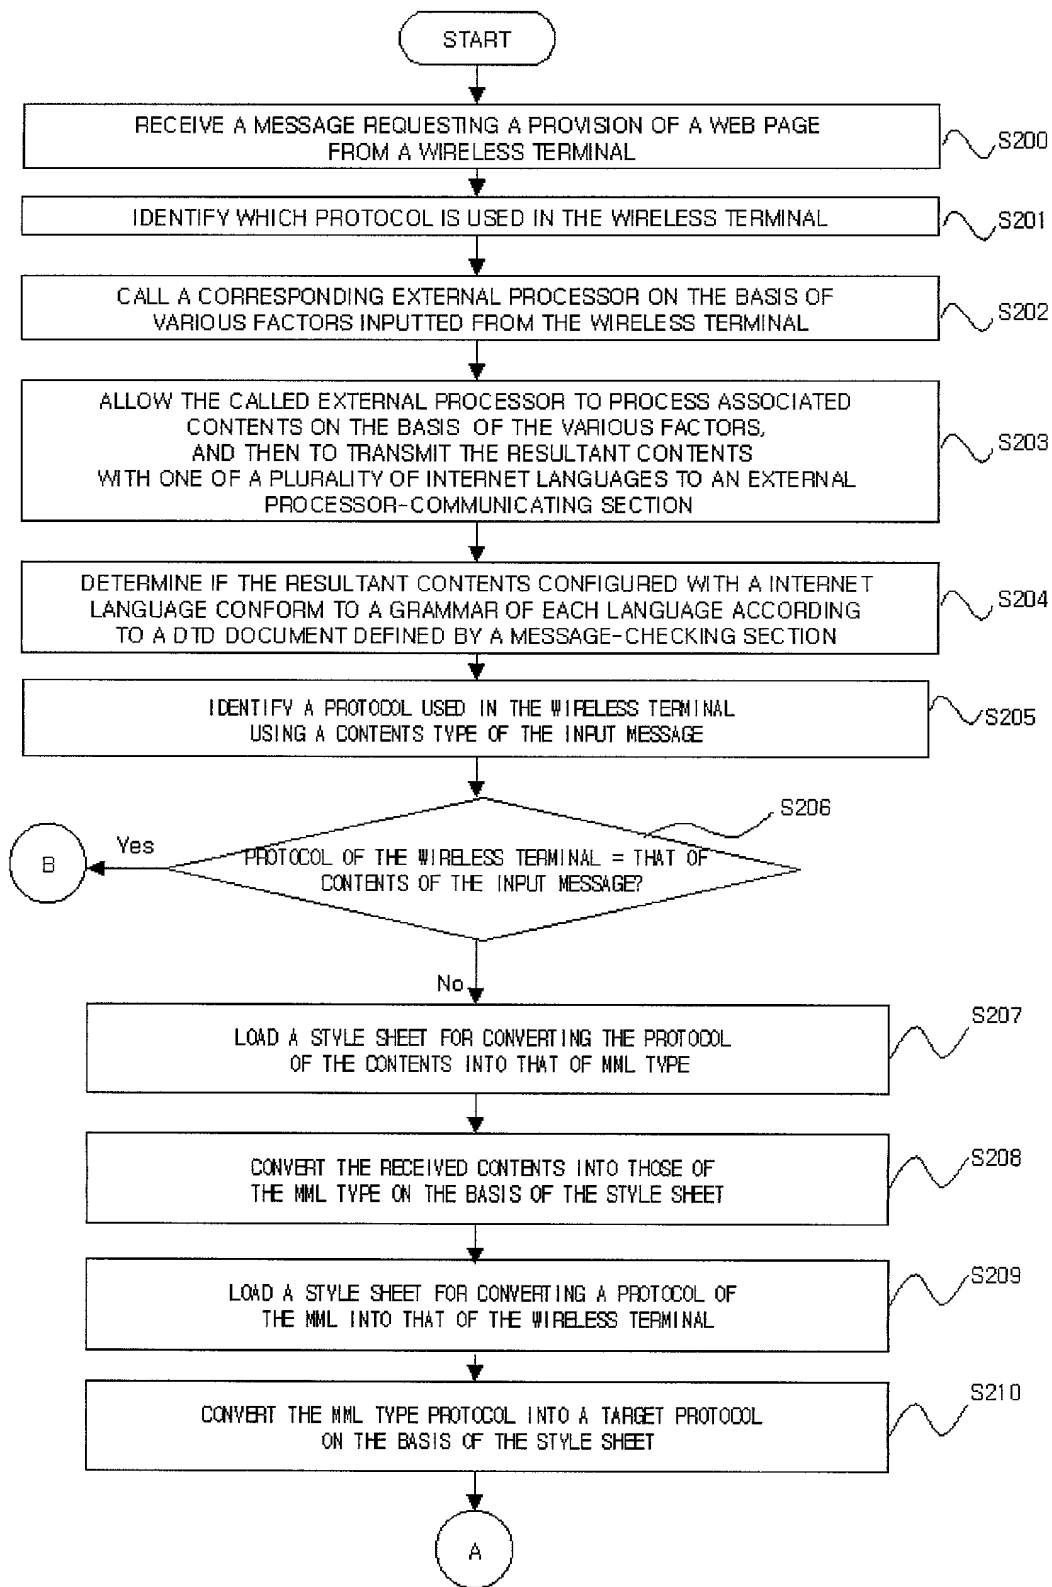 START
RECEIVE A MESSAGE REQUESTING A PROVISION OF A WEB PAGE
FROM A WIRELESS TERMINAL
S200
IDENTIFY WHICH PROTOCOL IS USED IN THE WIRELESS TERMINAL
S201
CALL A CORRESPONDING EXTERNAL PROCESSOR ON THE BASIS OF
VARIOUS FACTORS INPUTTED FROM THE WIRELESS TERMINAL
S202
ALLOW THE CALLED EXTERNAL PROCESSOR TO PROCESS ASSOCIATED
CONTENTS ON THE BASIS OF THE VARIOUS FACTORS,
AND THEN TO TRANSMIT THE RESULTANT CONTENTS
WITH ONE OF A PLURALITY OF INTERNET LANGUAGES TO AN EXTERNAL
PROCESSOR-COMMUNICATING SECTION
S203
DETERMINE IF THE RESULTANT CONTENTS CONFIGURED WITH A INTERNET
LANGUAGE CONFORM TO A GRAMMAR OF EACH LANGUAGE ACCORDING
TO A DTD DOCUMENT DEFINED BY A MESSAGE-CHECKING SECTION
S204
IDENTIFY A PROTOCOL USED IN THE WIRELESS TERMINAL
USING A CONTENTS TYPE OF THE INPUT MESSAGE
S205
S206
B
Yes
PROTOCOL OF THE WIRELESS TERMINAL = THAT OF
CONTENTS OF THE INPUT MESSAGE?
No
LOAD A STYLE SHEET FOR CONVERTING THE PROTOCOL
OF THE CONTENTS INTO THAT OF MML TYPE
S207
CONVERT THE RECEIVED CONTENTS INTO THOSE OF
THE MML TYPE ON THE BASIS OF THE STYLE SHEET
S208
LOAD A STYLE SHEET FOR CONVERTING A PROTOCOL OF
THE MML INTO THAT OF THE WIRELESS TERMINAL
S209
CONVERT THE MML TYPE PROTOCOL INTO A TARGET PROTOCOL
ON THE BASIS OF THE STYLE SHEET
S210
A